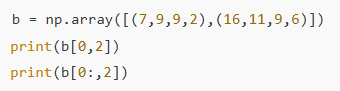 b = np.array([(7,9,9,2),(16,11,9,6)])
print(b[0,2])
print(b[0:,2])